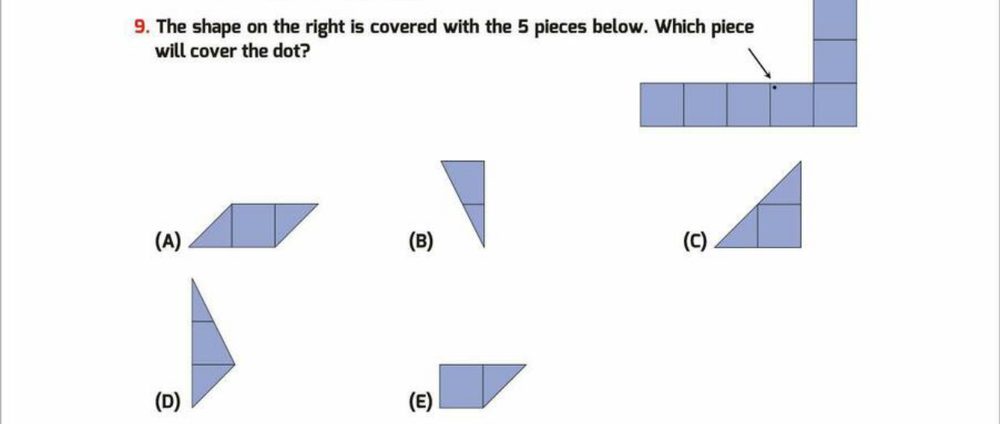 9. The shape on the right is covered with the 5 pieces below. Which piece
will cover the dot?
(A)
(B)
(C)
(D)
(E)